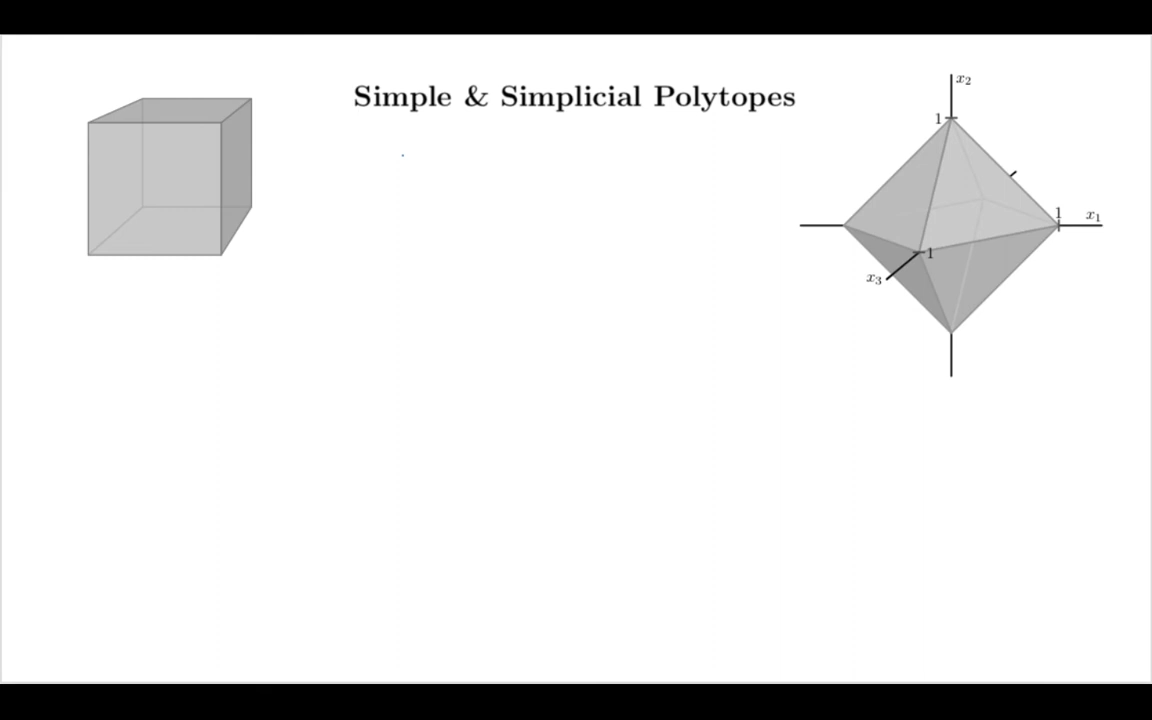 Simple & Simplicial Polytopes
x₂
1
1
x₁
1
x₃